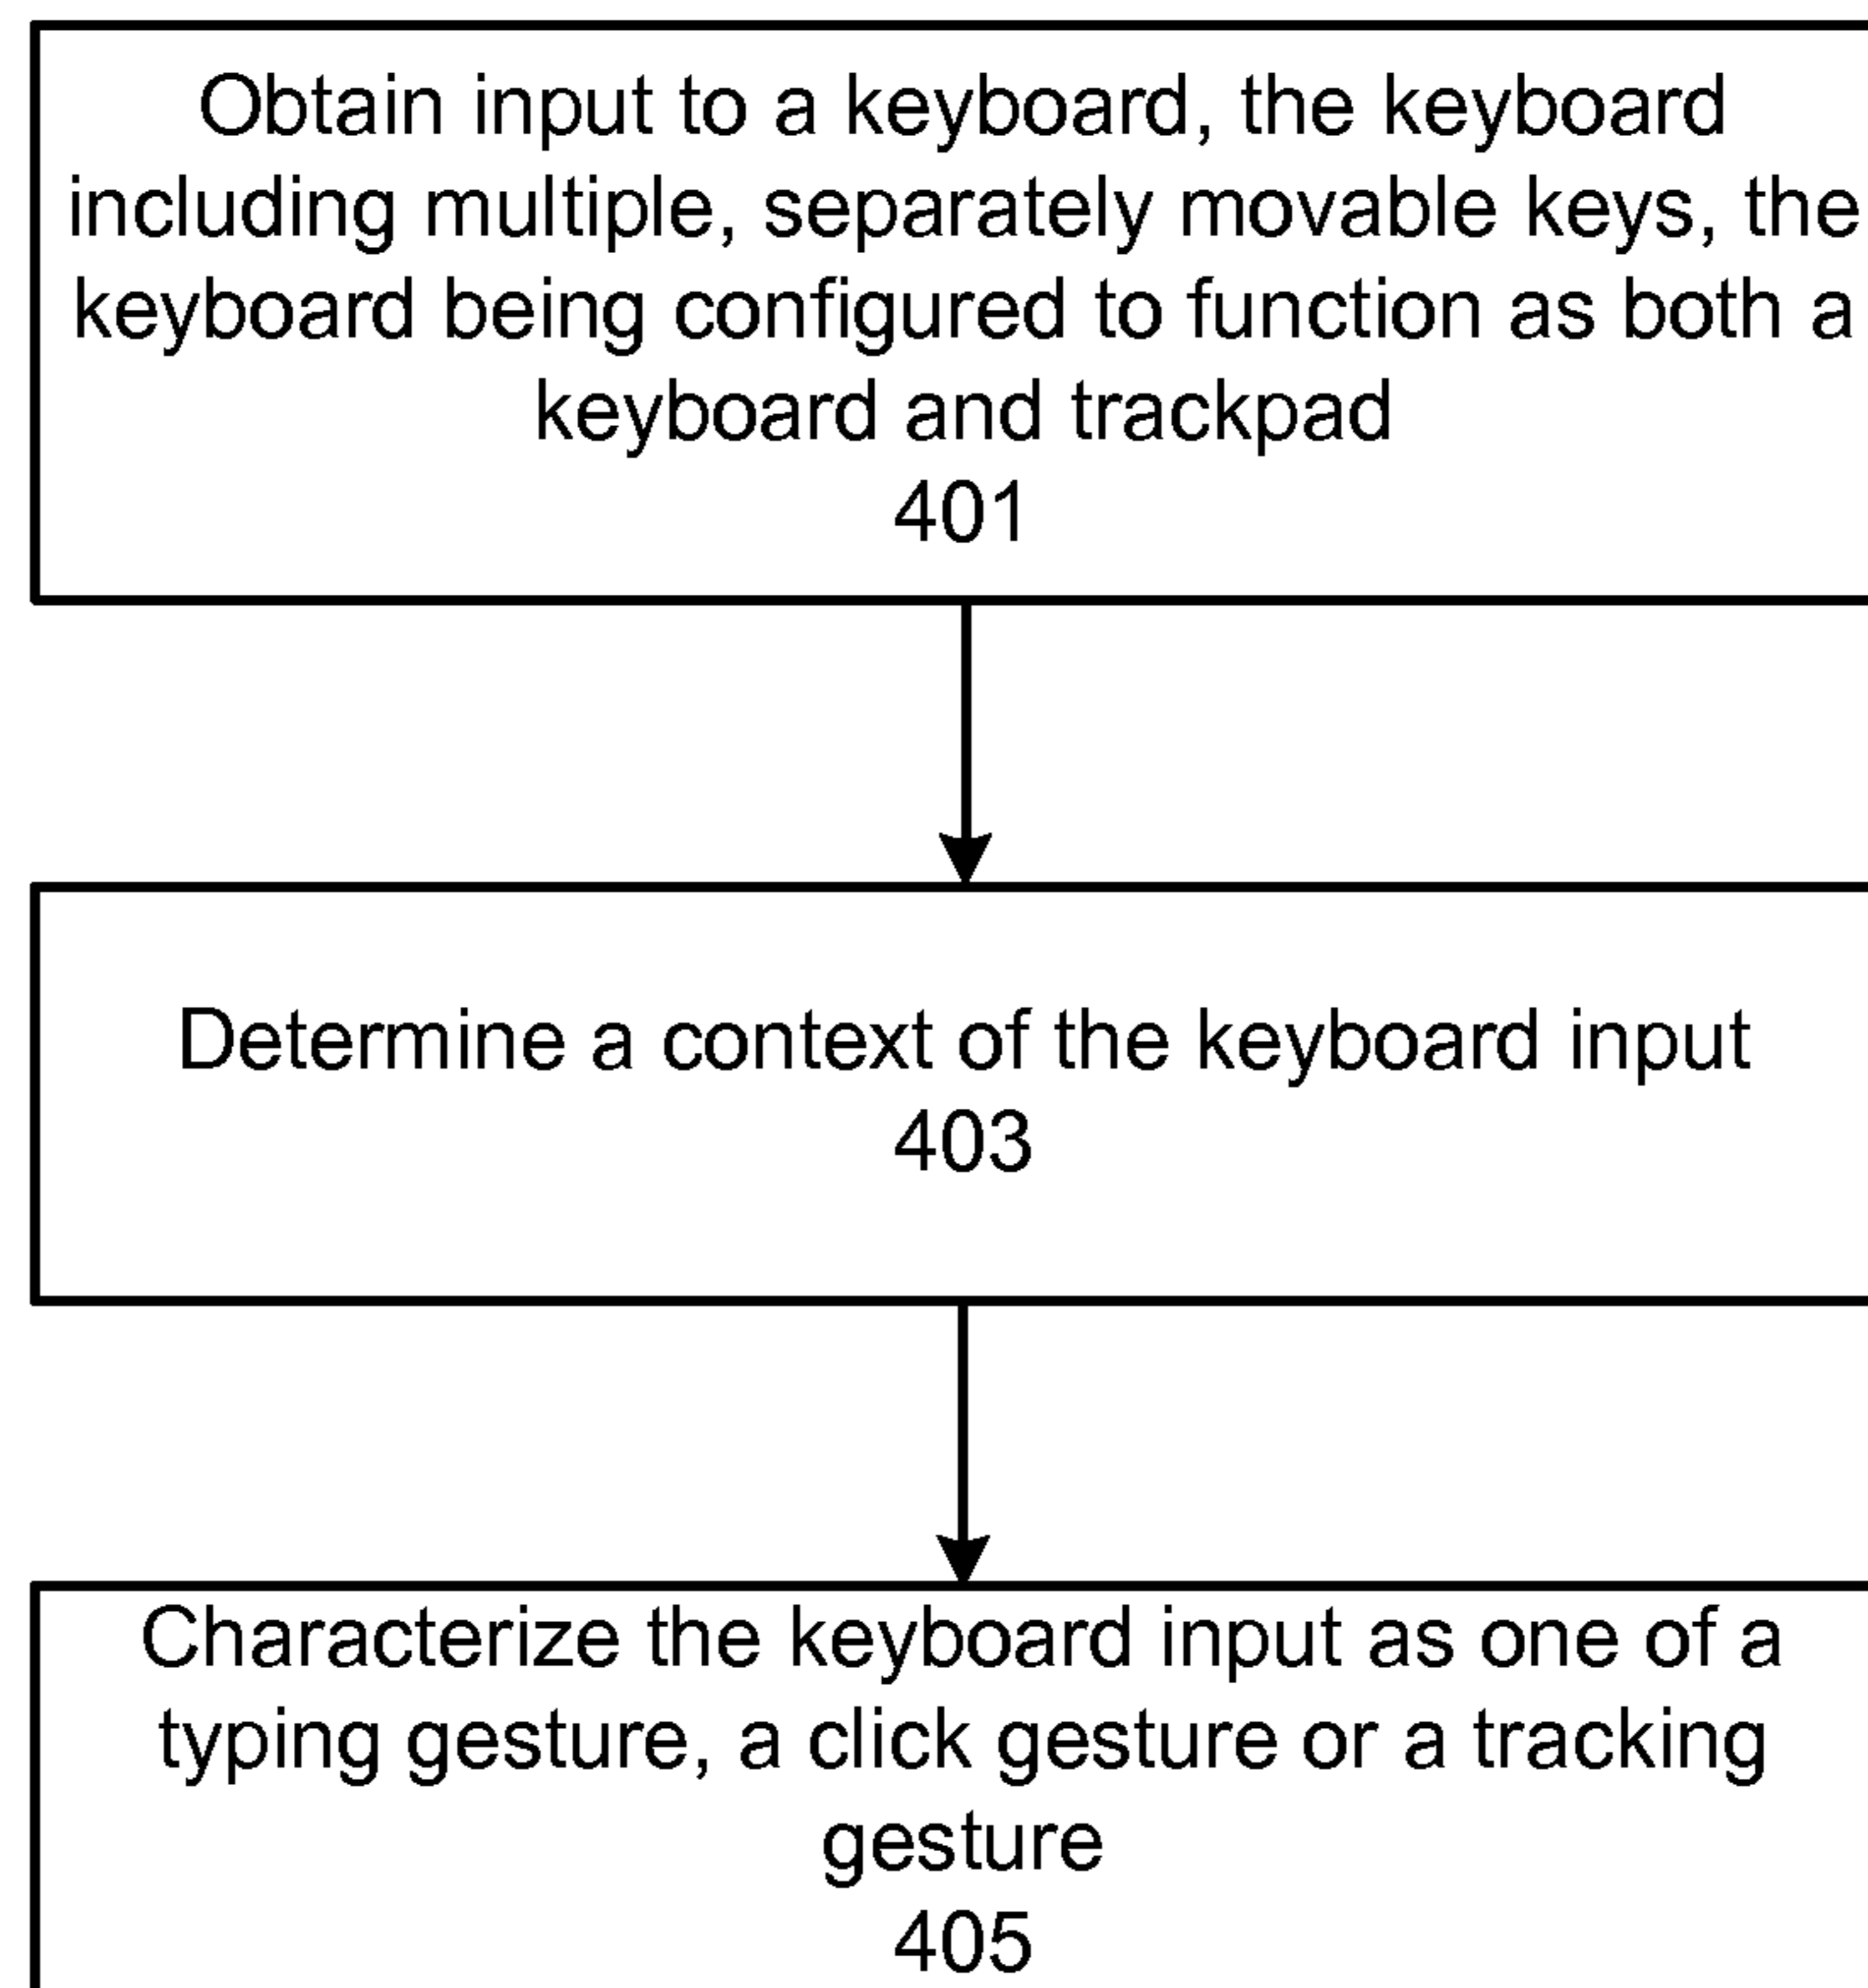 Obtain input to a keyboard, the keyboard
including multiple, separately movable keys, the
keyboard being configured to function as both a
keyboard and trackpad
401
Determine a context of the keyboard input
403
Characterize the keyboard input as one of a
typing gesture, a click gesture or a tracking
gesture
405